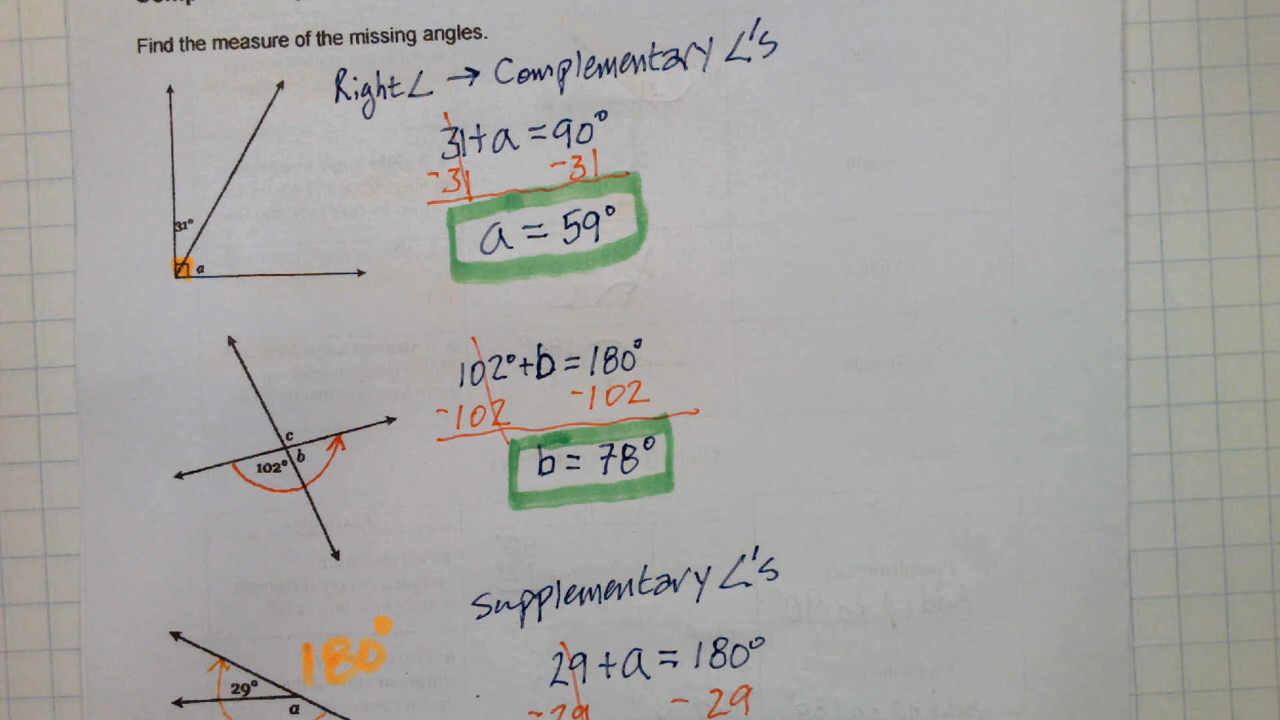 Find the measure of the missing angles.
Right∠ → Complementary ∠'s
31+a=90°
-31 -31
a=59°
31°
a
102°+b=180°
-102 -102
b=78°
c
b
102°
Supplementary ∠'s
180°
29+a=180°
-29 -29
29°
a